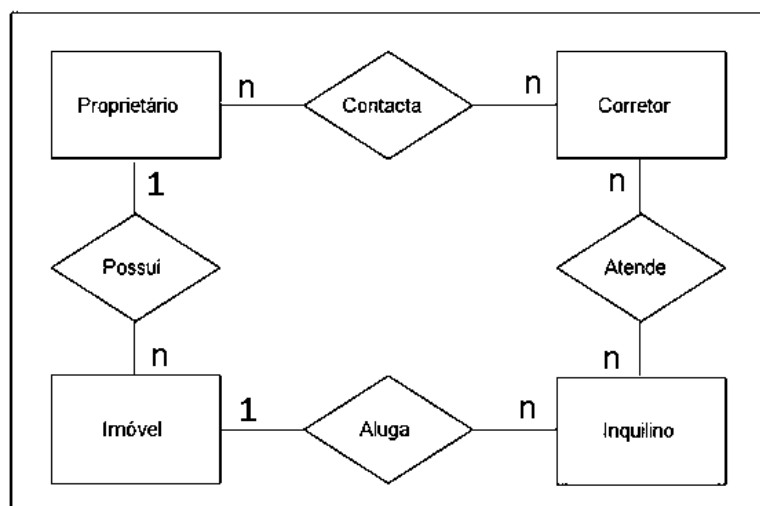 Proprietário n Contacta n Corretor
1 n
Possui Atende
n n
Imóvel 1 Aluga n Inquilino